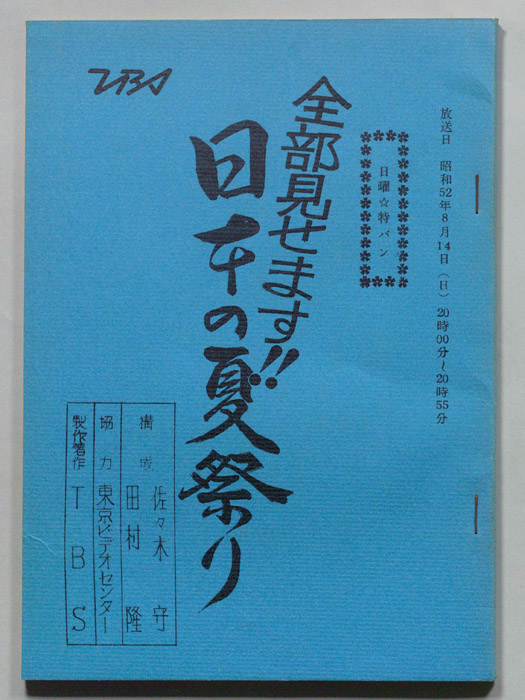 放送日 昭和52年8月14日(日) 20時00分~20時55分
日曜☆特バン
全部見せます!!
日本の夏祭り
TBS
構成 佐々木 守
田村 隆
協力 東京ビデオセンター
製作著作 TBS